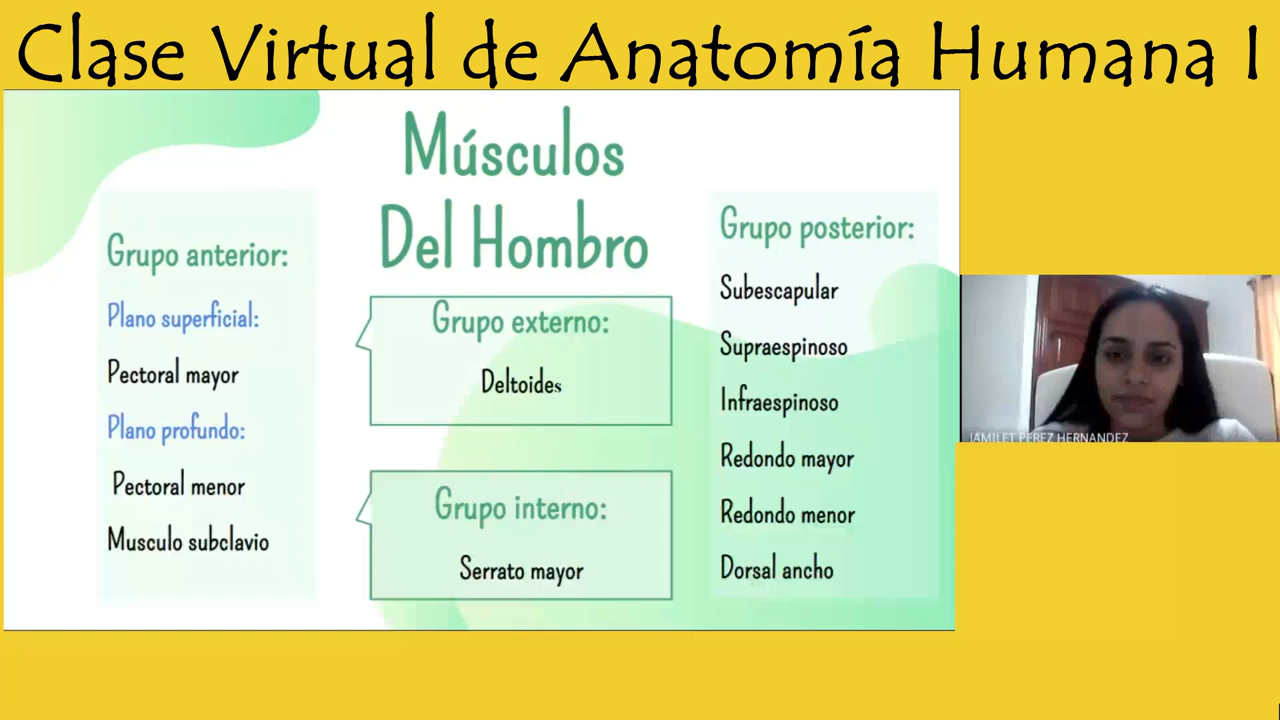 Clase Virtual de Anatomía Humana I
Músculos
Del Hombro
Grupo anterior:
Plano superficial:
Pectoral mayor
Plano profundo:
Pectoral menor
Musculo subclavio
Grupo externo:
Deltoides
Grupo interno:
Serrato mayor
Grupo posterior:
Subescapular
Supraespinoso
Infraespinoso
Redondo mayor
Redondo menor
Dorsal ancho
JAMILET PEREZ HERNANDEZ